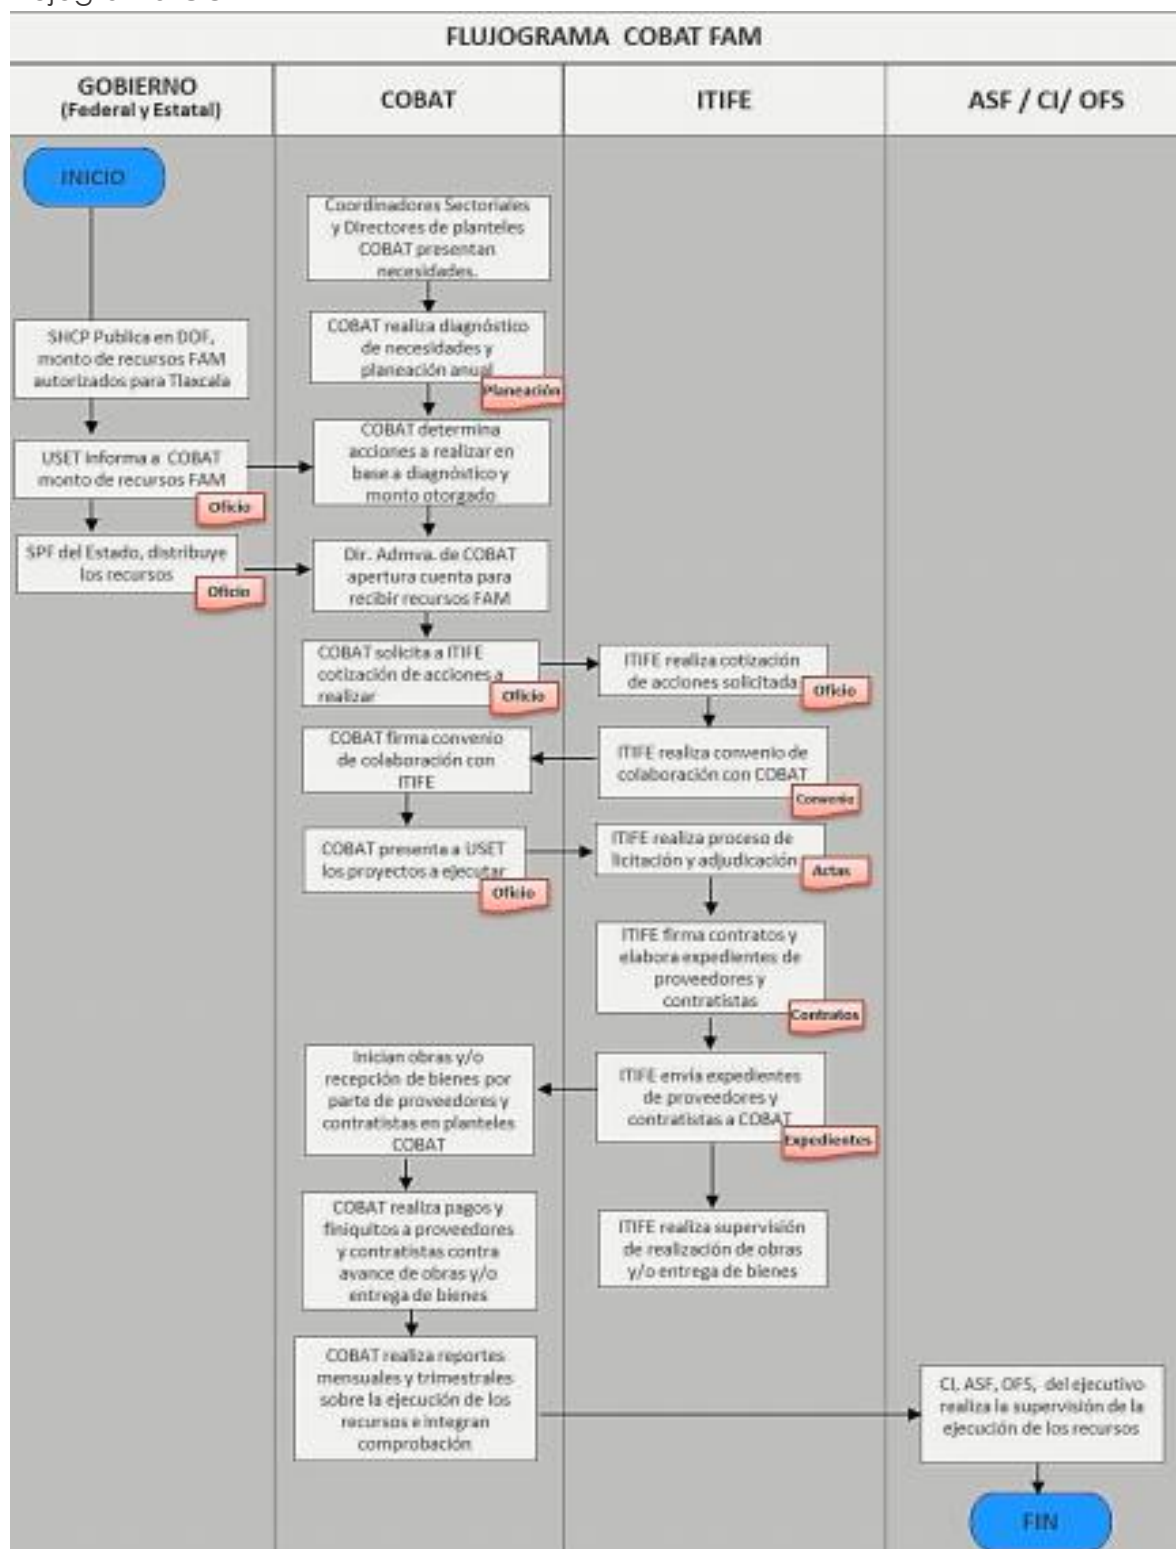 FLUJOGRAMA COBAT FAM
GOBIERNO
(Federal y Estatal)
COBAT
ITIFE
ASF / CI/ OFS
INICIO
SHCP Publica en DOF,
monto de recursos FAM
autorizados para Tlaxcala
USET Informa a COBAT
monto de recursos FAM
Oficio
SPF del Estado, distribuye
los recursos
Oficio
Coordinadores Sectoriales
y Directores de planteles
COBAT presentan
necesidades.
COBAT realiza diagnóstico
de necesidades y
planeación anual
Planeación
COBAT determina
acciones a realizar en
base a diagnóstico y
monto otorgado
Dir. Admva. de COBAT
apertura cuenta para
recibir recursos FAM
COBAT solicita a ITIFE
cotización de acciones a
realizar
Oficio
ITIFE realiza cotización
de acciones solicitada
Oficio
COBAT firma convenio
de colaboración con
ITIFE
ITIFE realiza convenio de
colaboración con COBAT
Convenio
COBAT presenta a USET
los proyectos a ejecutar
Oficio
ITIFE realiza proceso de
licitación y adjudicación
Actas
ITIFE firma contratos y
elabora expedientes de
proveedores y
contratistas
Contratos
Inician obras y/o
recepción de bienes por
parte de proveedores y
contratistas en planteles
COBAT
ITIFE envía expedientes
de proveedores y
contratistas a COBAT
Expedientes
COBAT realiza pagos y
finiquitos a proveedores
y contratistas contra
avance de obras y/o
entrega de bienes
ITIFE realiza supervisión
de realización de obras
y/o entrega de bienes
COBAT realiza reportes
mensuales y trimestrales
sobre la ejecución de los
recursos e integran
comprobación
CI, ASF, OFS, del ejecutivo
realiza la supervisión de la
ejecución de los recursos
FIN